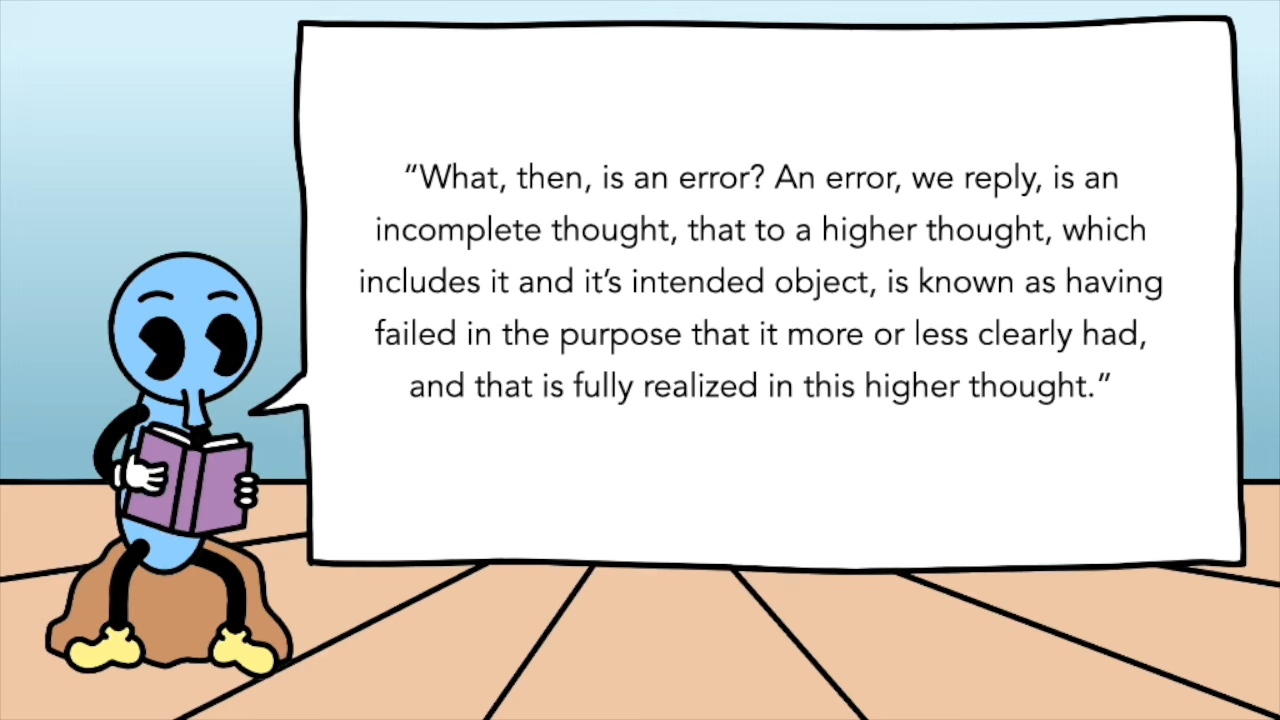 “What, then, is an error? An error, we reply, is an
incomplete thought, that to a higher thought, which
includes it and it’s intended object, is known as having
failed in the purpose that it more or less clearly had,
and that is fully realized in this higher thought.”